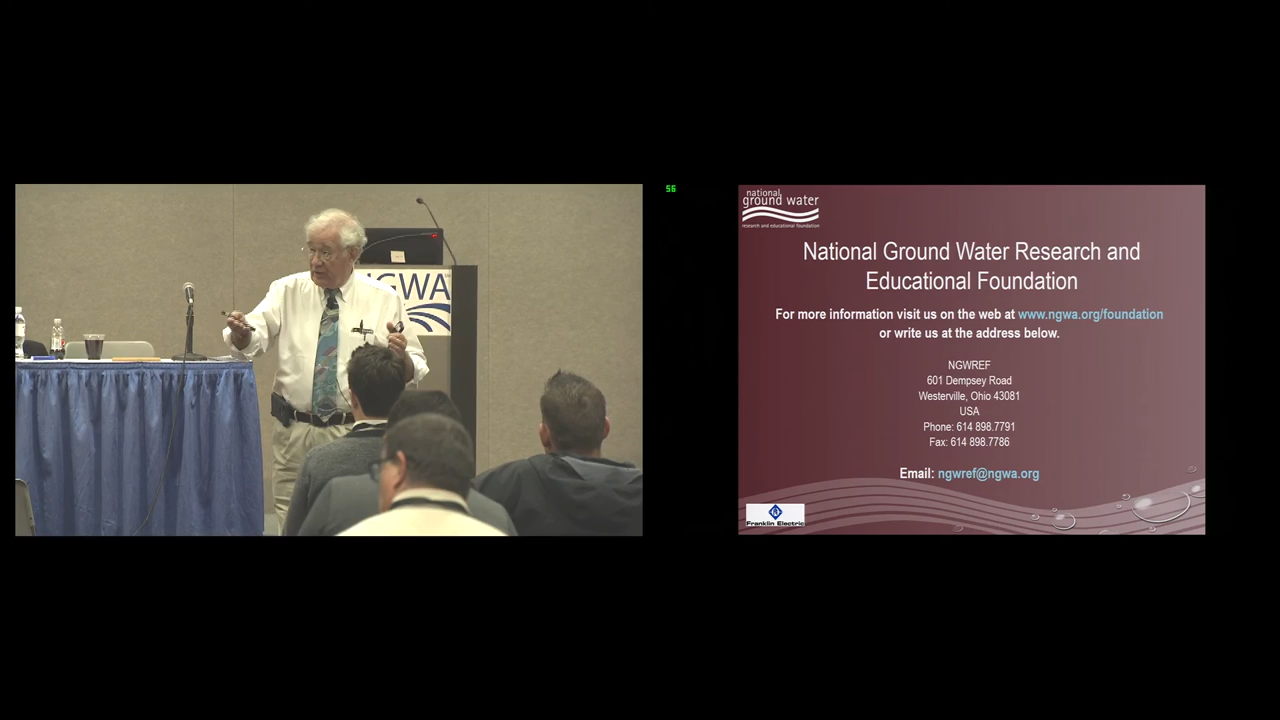 NGWA
56
national
ground water
research and educational foundation
National Ground Water Research and
Educational Foundation
For more information visit us on the web at www.ngwa.org/foundation
or write us at the address below.
NGWREF
601 Dempsey Road
Westerville, Ohio 43081
USA
Phone: 614 898.7791
Fax: 614 898.7786
Email: ngwref@ngwa.org
Franklin Electric